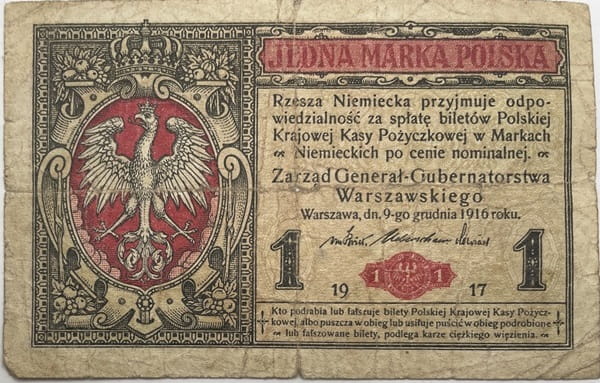 JEDNA MARKA POLSKA
Rzesza Niemiecka przyjmuje odpo-
wiedzialność za spłatę biletów Polskiej
Krajowej Kasy Pożyczkowej w Markach
Niemieckich po cenie nominalnej.
Zarząd Generał-Gubernatorstwa
Warszawskiego
Warszawa, dn. 9-go grudnia 1916 roku.
1 19 1 1 17 1
Kto podrabia lub fałszuje bilety Polskiej Krajowej Kasy Pożycz-
kowej, albo puszcza w obieg lub usiłuje puścić w obieg podrobione
lub fałszowane bilety, podlega karze ciężkiego więzienia.